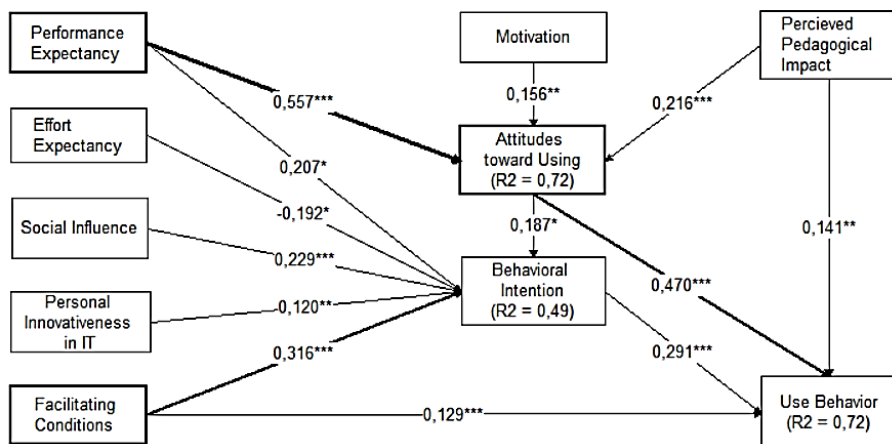 Performance
Expectancy
Motivation
Percieved
Pedagogical
Impact
0,557***
0,156**
0,216***
Effort
Expectancy
Attitudes
toward Using
(R2 = 0,72)
0,207*
-0,192*
Social Influence
0,187*
0,141**
0,229***
Behavioral
Intention
(R2 = 0,49)
0,470***
Personal
Innovativeness
in IT
0,120**
0,316***
0,291***
Facilitating
Conditions
0,129***
Use Behavior
(R2 = 0,72)